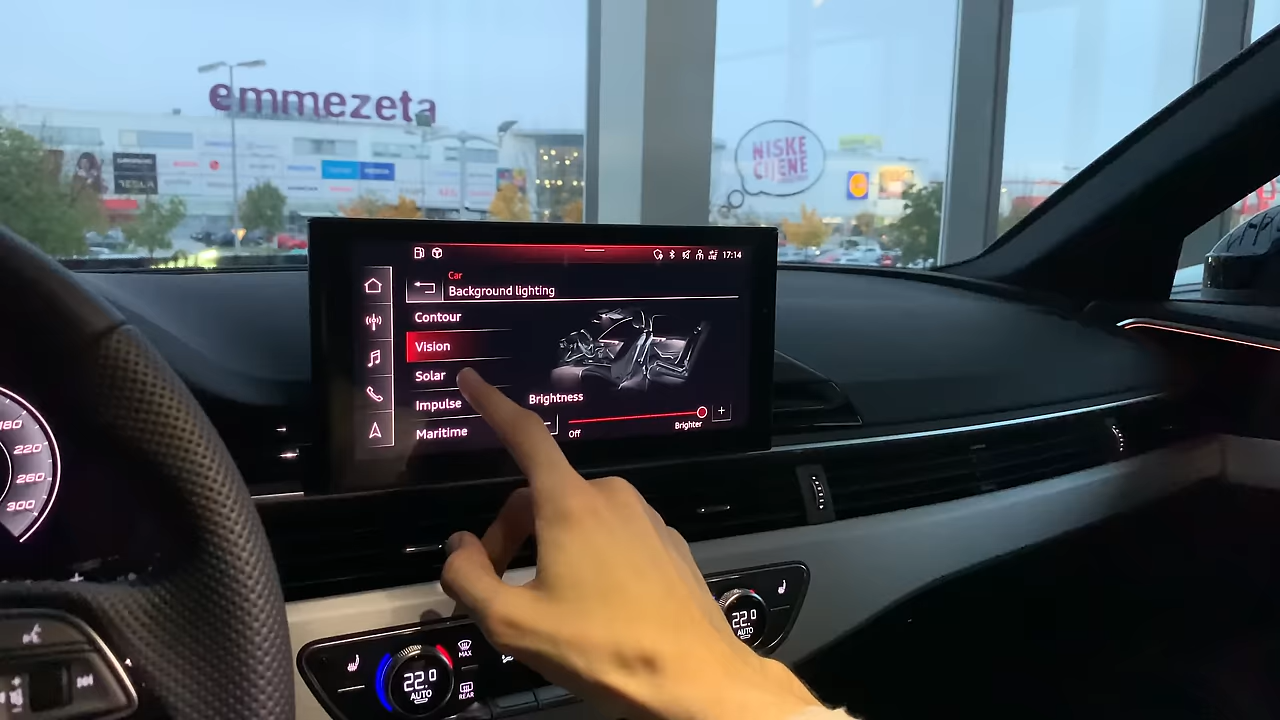 emmezeta
NISKE
CIJENE
17:14
Car
Background lighting
Contour
Vision
Solar
Impulse
Maritime
Brightness
Off
Brighter
+
180
220
260
300
22.0
AUTO
MAX
REAR
22.0
AUTO